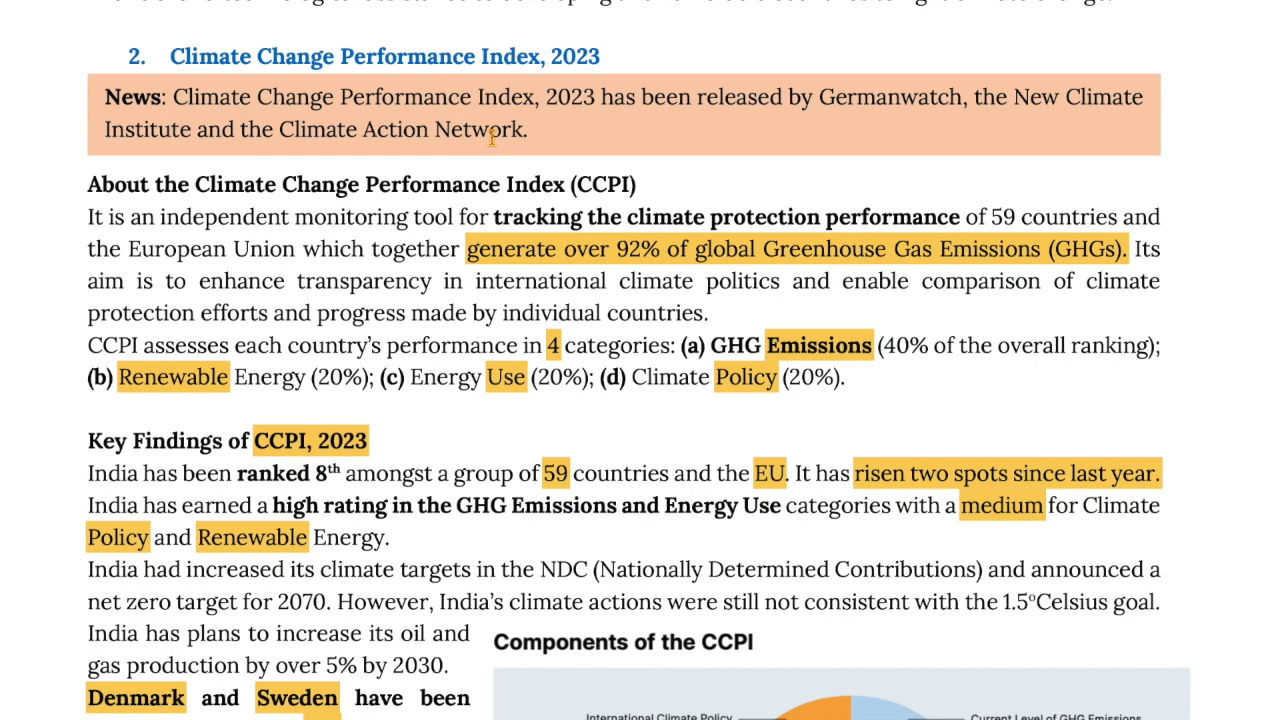 2. Climate Change Performance Index, 2023
News: Climate Change Performance Index, 2023 has been released by Germanwatch, the New Climate
Institute and the Climate Action Network.
About the Climate Change Performance Index (CCPI)
It is an independent monitoring tool for tracking the climate protection performance of 59 countries and
the European Union which together generate over 92% of global Greenhouse Gas Emissions (GHGs). Its
aim is to enhance transparency in international climate politics and enable comparison of climate
protection efforts and progress made by individual countries.
CCPI assesses each country’s performance in 4 categories: (a) GHG Emissions (40% of the overall ranking);
(b) Renewable Energy (20%); (c) Energy Use (20%); (d) Climate Policy (20%).
Key Findings of CCPI, 2023
India has been ranked 8th amongst a group of 59 countries and the EU. It has risen two spots since last year.
India has earned a high rating in the GHG Emissions and Energy Use categories with a medium for Climate
Policy and Renewable Energy.
India had increased its climate targets in the NDC (Nationally Determined Contributions) and announced a
net zero target for 2070. However, India’s climate actions were still not consistent with the 1.5°Celsius goal.
India has plans to increase its oil and
gas production by over 5% by 2030.
Denmark and Sweden have been
Components of the CCPI
International Climate Policy
Current Level of GHG Emissions